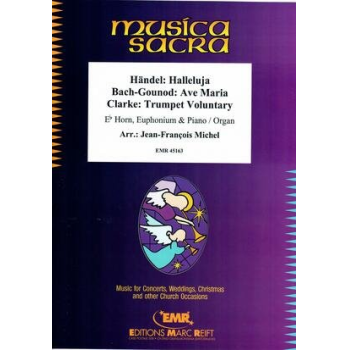 musica
sacra
Händel: Halleluja
Bach-Gounod: Ave Maria
Clarke: Trumpet Voluntary
E♭ Horn, Euphonium & Piano / Organ
Arr.: Jean-François Michel
EMR 45163
Music for Concerts, Weddings, Christmas
and other Church Occasions
EMR
EDITIONS MARC REIFT